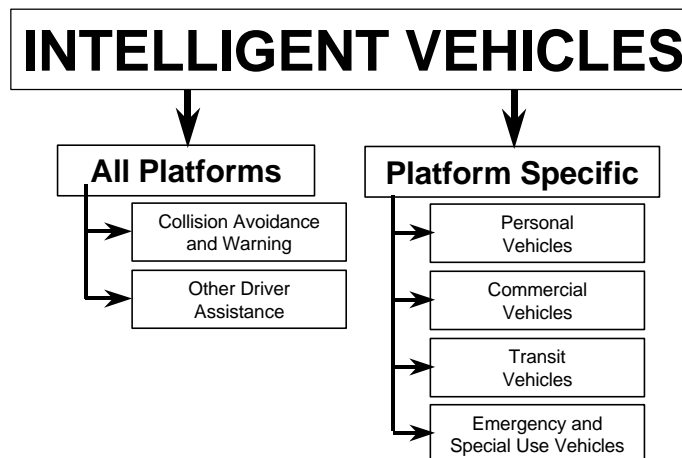 INTELLIGENT VEHICLES
All Platforms
Collision Avoidance
and Warning
Other Driver
Assistance
Platform Specific
Personal
Vehicles
Commercial
Vehicles
Transit
Vehicles
Emergency and
Special Use Vehicles